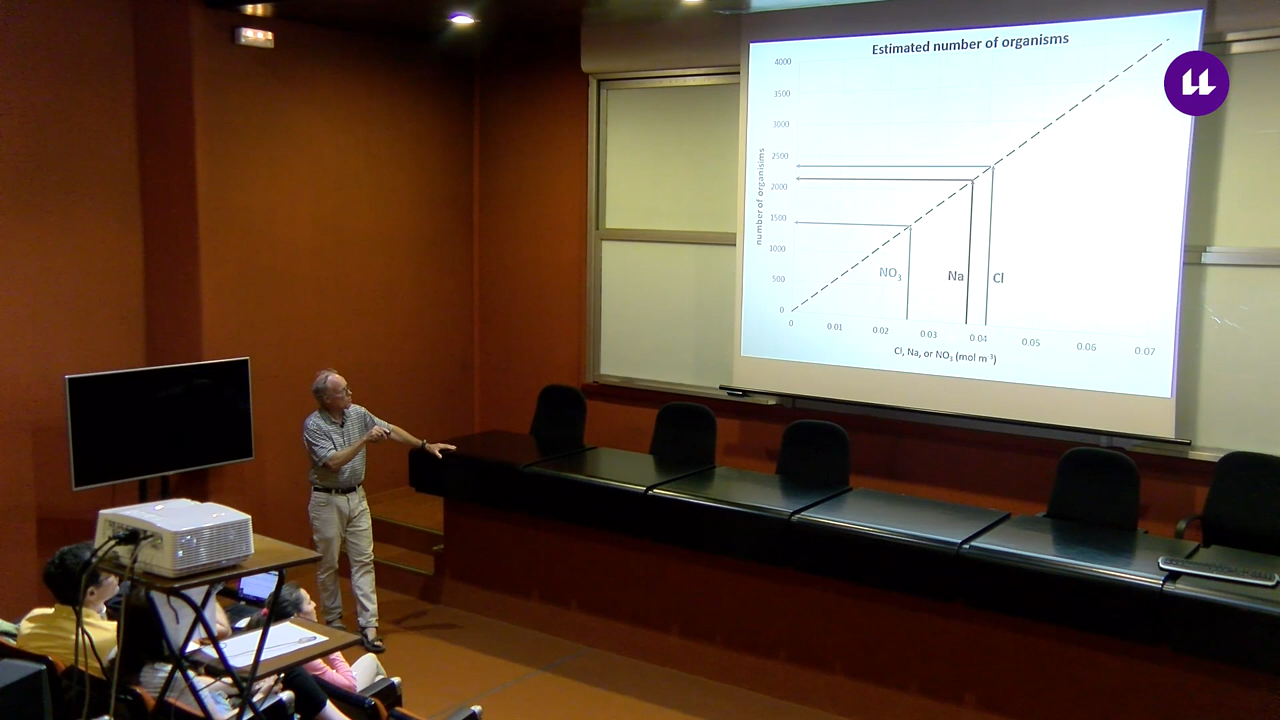 Estimated number of organisms
4000
3500
3000
2500
2000
1500
1000
500
0
number of organisims
NO3
Na
Cl
0 0.01 0.02 0.03 0.04 0.05 0.06 0.07
Cl, Na, or NO3 (mol m-3)